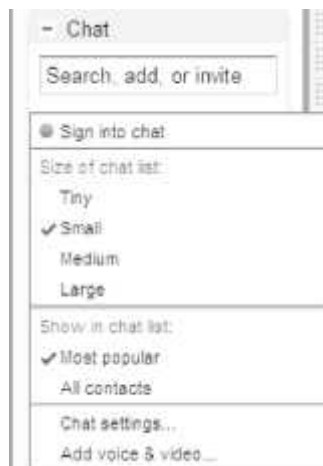 − Chat
Search, add, or invite
Sign into chat
Size of chat list:
Tiny
Small
Medium
Large
Show in chat list:
Most popular
All contacts
Chat settings...
Add voice & video...